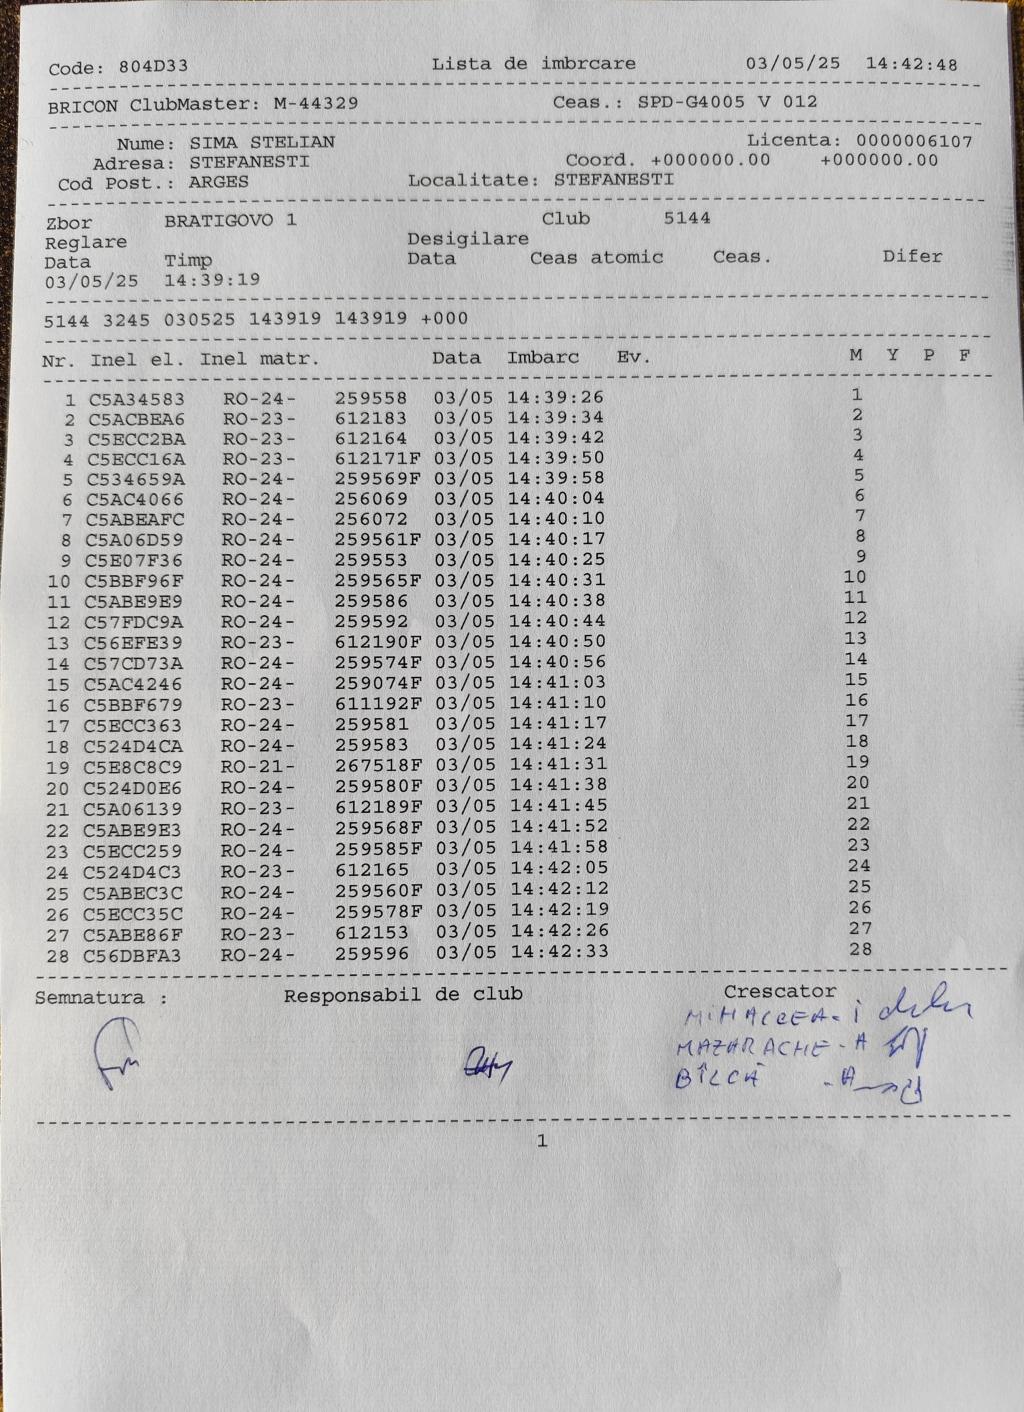 Code: 804D33 Lista de imbrcare 03/05/25 14:42:48
BRICON ClubMaster: M-44329 Ceas.: SPD-G4005 V 012
Nume: SIMA STELIAN Licenta: 0000006107
Adresa: STEFANESTI Coord. +000000.00 +000000.00
Cod Post.: ARGES Localitate: STEFANESTI
Zbor BRATIGOVO 1 Club 5144
Reglare Desigilare
Data Timp Data Ceas atomic Ceas. Difer
03/05/25 14:39:19
5144 3245 030525 143919 143919 +000
Nr. Inel el. Inel matr. Data Imbarc Ev. M Y P F
1 C5A34583 RO-24- 259558 03/05 14:39:26 1
2 C5ACBEA6 RO-23- 612183 03/05 14:39:34 2
3 C5ECC2BA RO-23- 612164 03/05 14:39:42 3
4 C5ECC16A RO-23- 612171F 03/05 14:39:50 4
5 C534659A RO-24- 259569F 03/05 14:39:58 5
6 C5AC4066 RO-24- 256069 03/05 14:40:04 6
7 C5ABEAFC RO-24- 256072 03/05 14:40:10 7
8 C5A06D59 RO-24- 259561F 03/05 14:40:17 8
9 C5E07F36 RO-24- 259553 03/05 14:40:25 9
10 C5BBF96F RO-24- 259565F 03/05 14:40:31 10
11 C5ABE9E9 RO-24- 259586 03/05 14:40:38 11
12 C57FDC9A RO-24- 259592 03/05 14:40:44 12
13 C56EFE39 RO-23- 612190F 03/05 14:40:50 13
14 C57CD73A RO-24- 259574F 03/05 14:40:56 14
15 C5AC4246 RO-24- 259074F 03/05 14:41:03 15
16 C5BBF679 RO-23- 611192F 03/05 14:41:10 16
17 C5ECC363 RO-24- 259581 03/05 14:41:17 17
18 C524D4CA RO-24- 259583 03/05 14:41:24 18
19 C5E8C8C9 RO-21- 267518F 03/05 14:41:31 19
20 C524D0E6 RO-24- 259580F 03/05 14:41:38 20
21 C5A06139 RO-23- 612189F 03/05 14:41:45 21
22 C5ABE9E3 RO-24- 259568F 03/05 14:41:52 22
23 C5ECC259 RO-24- 259585F 03/05 14:41:58 23
24 C524D4C3 RO-23- 612165 03/05 14:42:05 24
25 C5ABEC3C RO-24- 259560F 03/05 14:42:12 25
26 C5ECC35C RO-24- 259578F 03/05 14:42:19 26
27 C5ABE86F RO-23- 612153 03/05 14:42:26 27
28 C56DBFA3 RO-24- 259596 03/05 14:42:33 28
Semnatura : Responsabil de club Crescator
MAZARACHE - A
BÎLCĂ - A
1